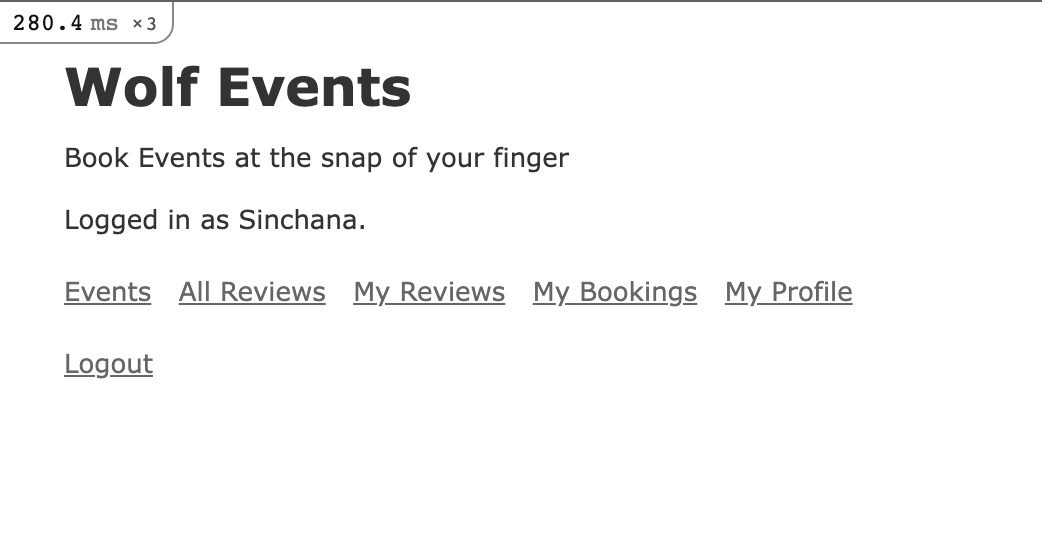 280.4 ms ×3
Wolf Events
Book Events at the snap of your finger
Logged in as Sinchana.
Events All Reviews My Reviews My Bookings My Profile
Logout